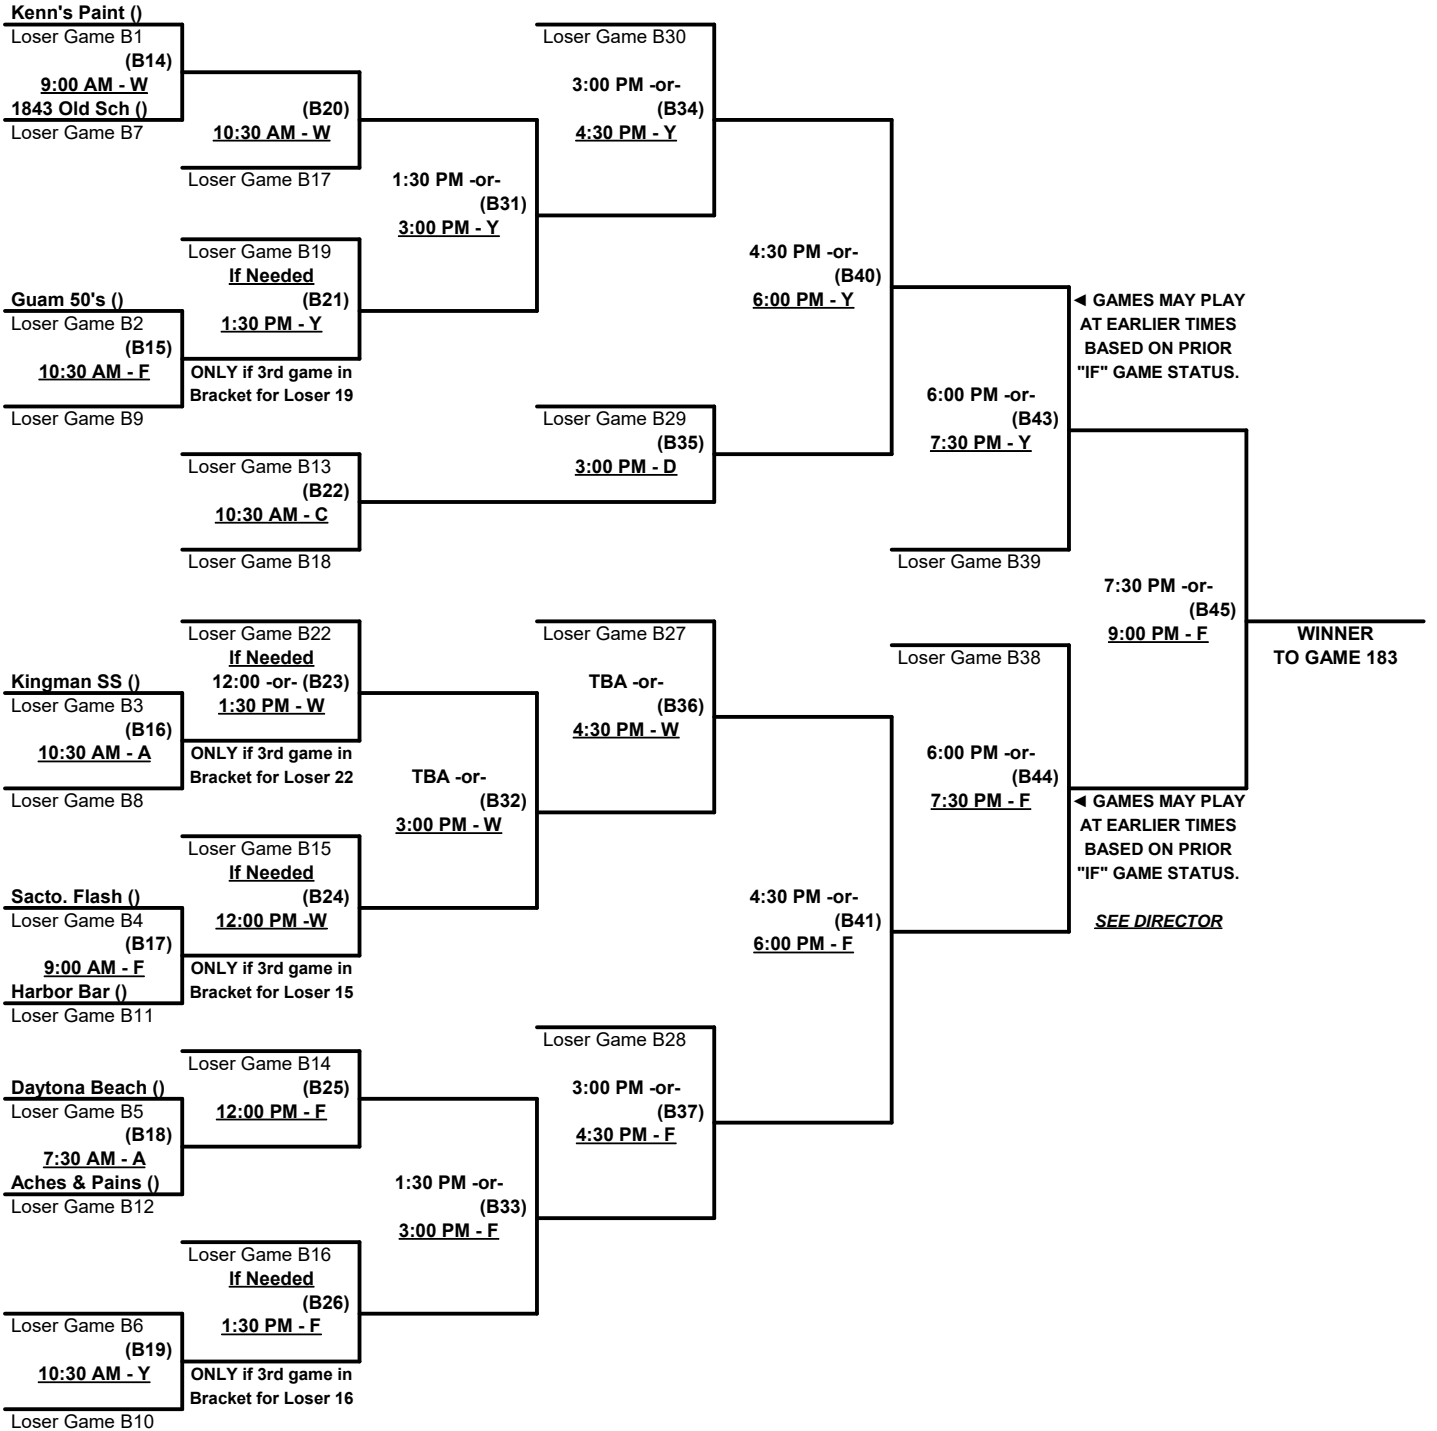 Kenn's Paint ()
Loser Game B1
(B14)
9:00 AM - W
1843 Old Sch ()
Loser Game B7
(B20)
10:30 AM - W
Loser Game B17
Loser Game B19
If Needed
(B21)
1:30 PM - Y
ONLY if 3rd game in
Bracket for Loser 19
Guam 50's ()
Loser Game B2
(B15)
10:30 AM - F
Loser Game B9
1:30 PM -or-
(B31)
3:00 PM - Y
Loser Game B30
3:00 PM -or-
(B34)
4:30 PM - Y
Loser Game B13
(B22)
10:30 AM - C
Loser Game B18
Loser Game B29
(B35)
3:00 PM - D
4:30 PM -or-
(B40)
6:00 PM - Y
◄ GAMES MAY PLAY
AT EARLIER TIMES
BASED ON PRIOR
"IF" GAME STATUS.
6:00 PM -or-
(B43)
7:30 PM - Y
Loser Game B39
7:30 PM -or-
(B45)
9:00 PM - F
WINNER
TO GAME 183
Loser Game B22
If Needed
12:00 -or- (B23)
1:30 PM - W
ONLY if 3rd game in
Bracket for Loser 22
Kingman SS ()
Loser Game B3
(B16)
10:30 AM - A
Loser Game B8
Loser Game B27
TBA -or-
(B36)
4:30 PM - W
TBA -or-
(B32)
3:00 PM - W
Loser Game B15
If Needed
(B24)
12:00 PM -W
ONLY if 3rd game in
Bracket for Loser 15
Sacto. Flash ()
Loser Game B4
(B17)
9:00 AM - F
Harbor Bar ()
Loser Game B11
Loser Game B38
6:00 PM -or-
(B44)
7:30 PM - F
◄ GAMES MAY PLAY
AT EARLIER TIMES
BASED ON PRIOR
"IF" GAME STATUS.
SEE DIRECTOR
4:30 PM -or-
(B41)
6:00 PM - F
Loser Game B28
3:00 PM -or-
(B37)
4:30 PM - F
Loser Game B14
(B25)
12:00 PM - F
Daytona Beach ()
Loser Game B5
(B18)
7:30 AM - A
Aches & Pains ()
Loser Game B12
1:30 PM -or-
(B33)
3:00 PM - F
Loser Game B16
If Needed
(B26)
1:30 PM - F
ONLY if 3rd game in
Bracket for Loser 16
Loser Game B6
(B19)
10:30 AM - Y
Loser Game B10